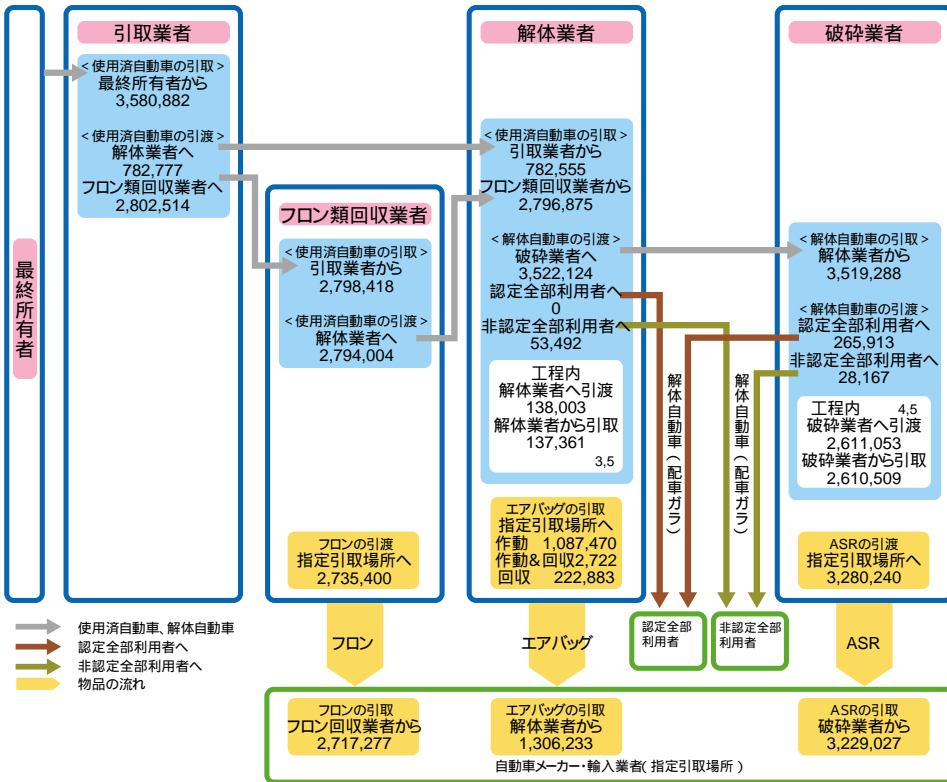 引取業者
<使用済自動車の引取>
最終所有者から
3,580,882
<使用済自動車の引渡>
解体業者へ
782,777
フロン類回収業者へ
2,802,514
最終所有者
フロン類回収業者
<使用済自動車の引取>
引取業者から
2,798,418
<使用済自動車の引渡>
解体業者へ
2,794,004
フロンの引渡
指定引取場所へ
2,735,400
解体業者
<使用済自動車の引取>
引取業者から
782,555
フロン類回収業者から
2,796,875
<解体自動車の引渡>
破砕業者へ
3,522,124
認定全部利用者へ
0
非認定全部利用者へ
53,492
工程内
解体業者へ引渡
138,003
解体業者から引取
137,361
3,5
エアバッグの引取
指定引取場所へ
作動 1,087,470
作動&回収2,722
回収 222,883
解体自動車(配車ガラ)
解体自動車(配車ガラ)
破砕業者
<解体自動車の引取>
解体業者から
3,519,288
<解体自動車の引渡>
認定全部利用者へ
265,913
非認定全部利用者へ
28,167
工程内 4,5
破砕業者へ引渡
2,611,053
破砕業者から引取
2,610,509
ASRの引渡
指定引取場所へ
3,280,240
使用済自動車、解体自動車
認定全部利用者へ
非認定全部利用者へ
物品の流れ
フロン
エアバッグ
認定全部
利用者
非認定全部
利用者
ASR
フロンの引取
フロン回収業者から
2,717,277
エアバッグの引取
解体業者から
1,306,233
ASRの引取
破砕業者から
3,229,027
自動車メーカー・輸入業者(指定引取場所)